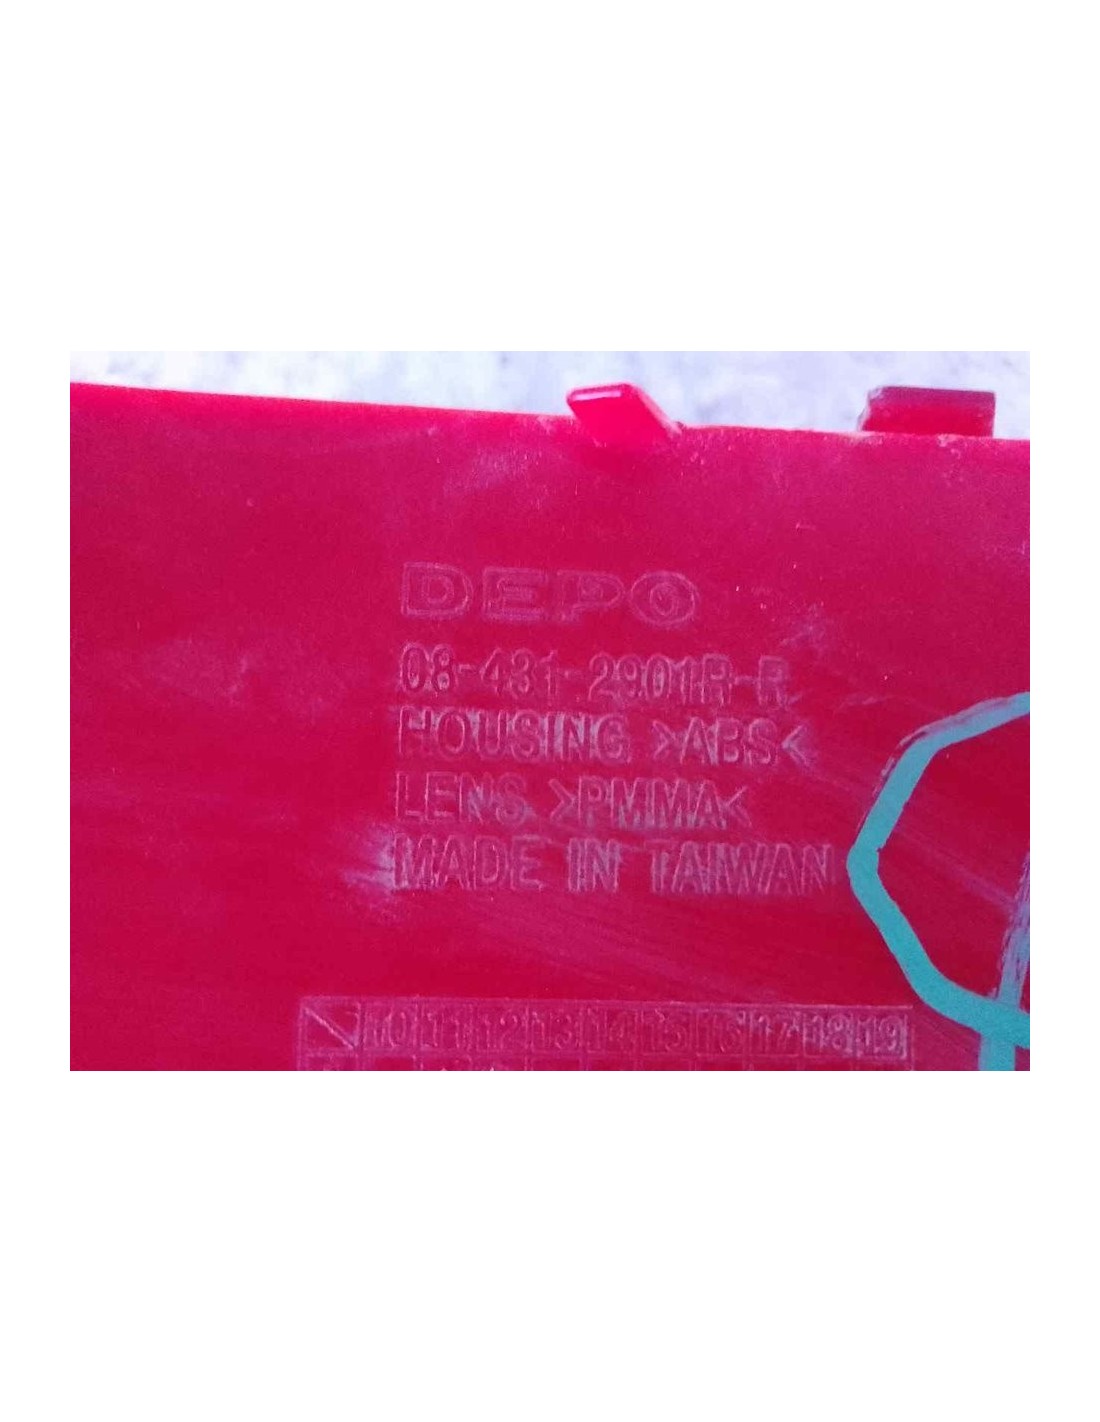 DEPO
08-431-2901R-R
HOUSING >ABS<
LENS >PMMA<
MADE IN TAIWAN
10 11 12 13 14 15 16 17 18 19